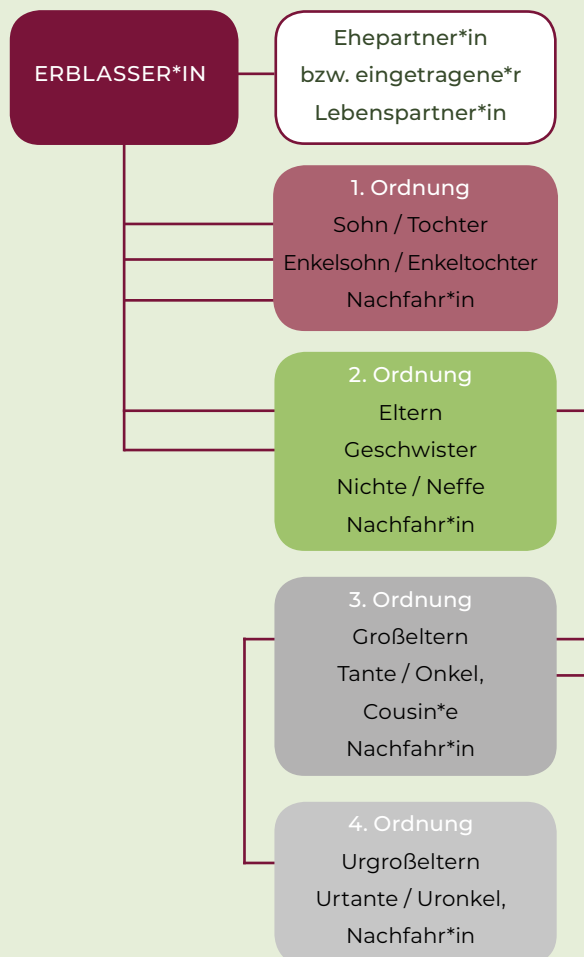 ERBLASSER*IN
Ehepartner*in
bzw. eingetragene*r
Lebenspartner*in
1. Ordnung
Sohn / Tochter
Enkelsohn / Enkeltochter
Nachfahr*in
2. Ordnung
Eltern
Geschwister
Nichte / Neffe
Nachfahr*in
3. Ordnung
Großeltern
Tante / Onkel,
Cousin*e
Nachfahr*in
4. Ordnung
Urgroßeltern
Urtante / Uronkel,
Nachfahr*in